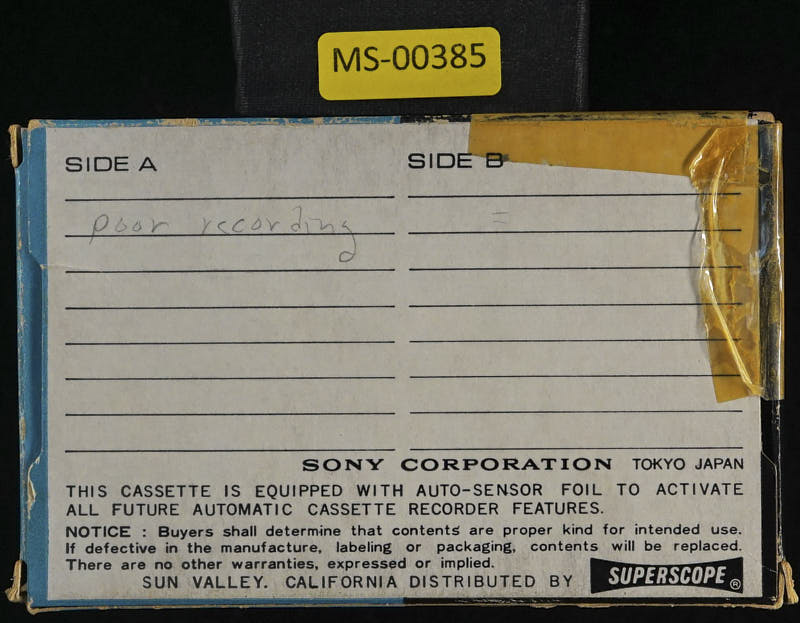 MS-00385
SIDE A
SIDE B
poor recording
=
SONY CORPORATION TOKYO JAPAN
THIS CASSETTE IS EQUIPPED WITH AUTO-SENSOR FOIL TO ACTIVATE
ALL FUTURE AUTOMATIC CASSETTE RECORDER FEATURES.
NOTICE : Buyers shall determine that contents are proper kind for intended use.
If defective in the manufacture, labeling or packaging, contents will be replaced.
There are no other warranties, expressed or implied.
SUN VALLEY. CALIFORNIA DISTRIBUTED BY SUPERSCOPE®